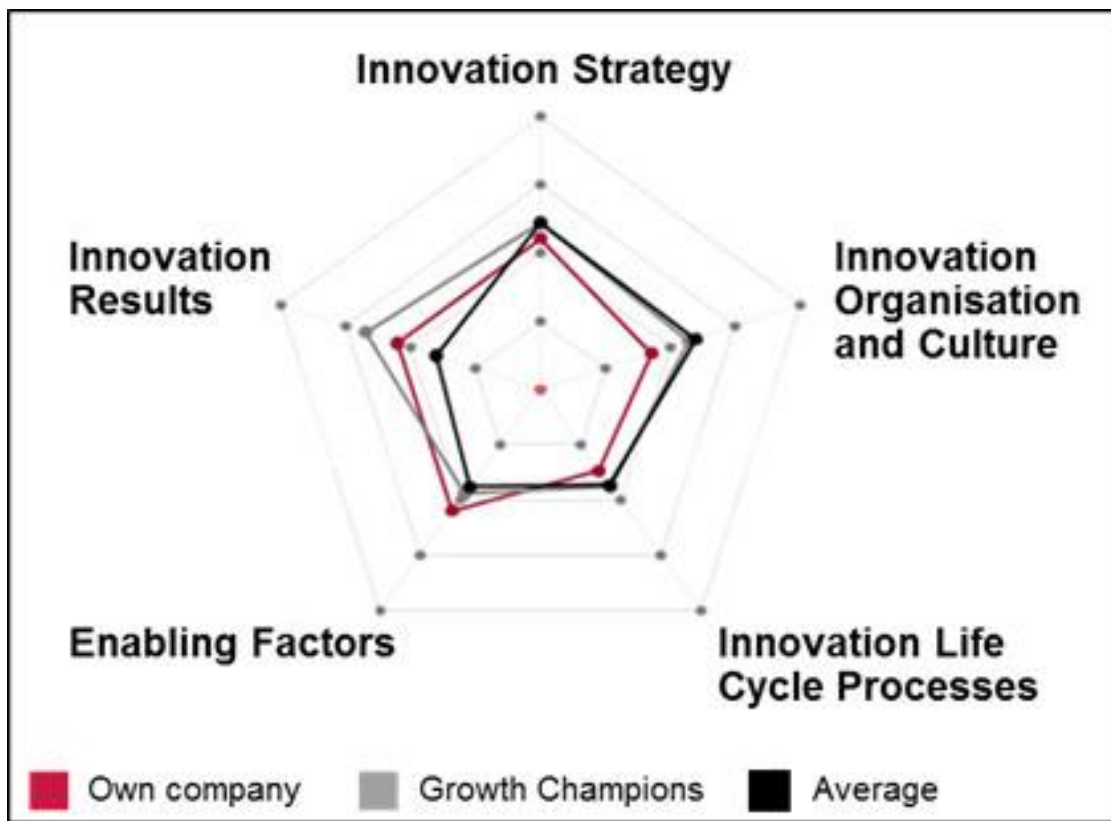 Innovation Strategy
Innovation
Results
Innovation
Organisation
and Culture
Enabling Factors
Innovation Life
Cycle Processes
Own company
Growth Champions
Average